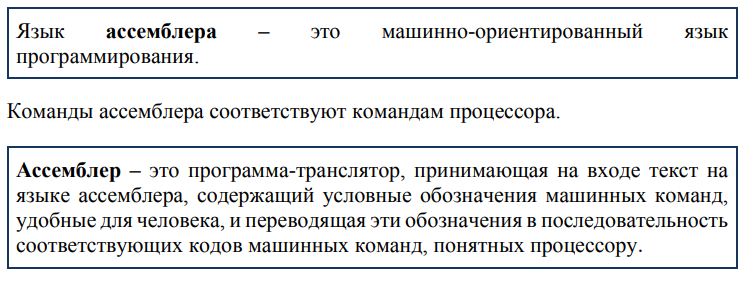 Язык ассемблера – это машинно-ориентированный язык
программирования.
Команды ассемблера соответствуют командам процессора.
Ассемблер – это программа-транслятор, принимающая на входе текст на
языке ассемблера, содержащий условные обозначения машинных команд,
удобные для человека, и переводящая эти обозначения в последовательность
соответствующих кодов машинных команд, понятных процессору.